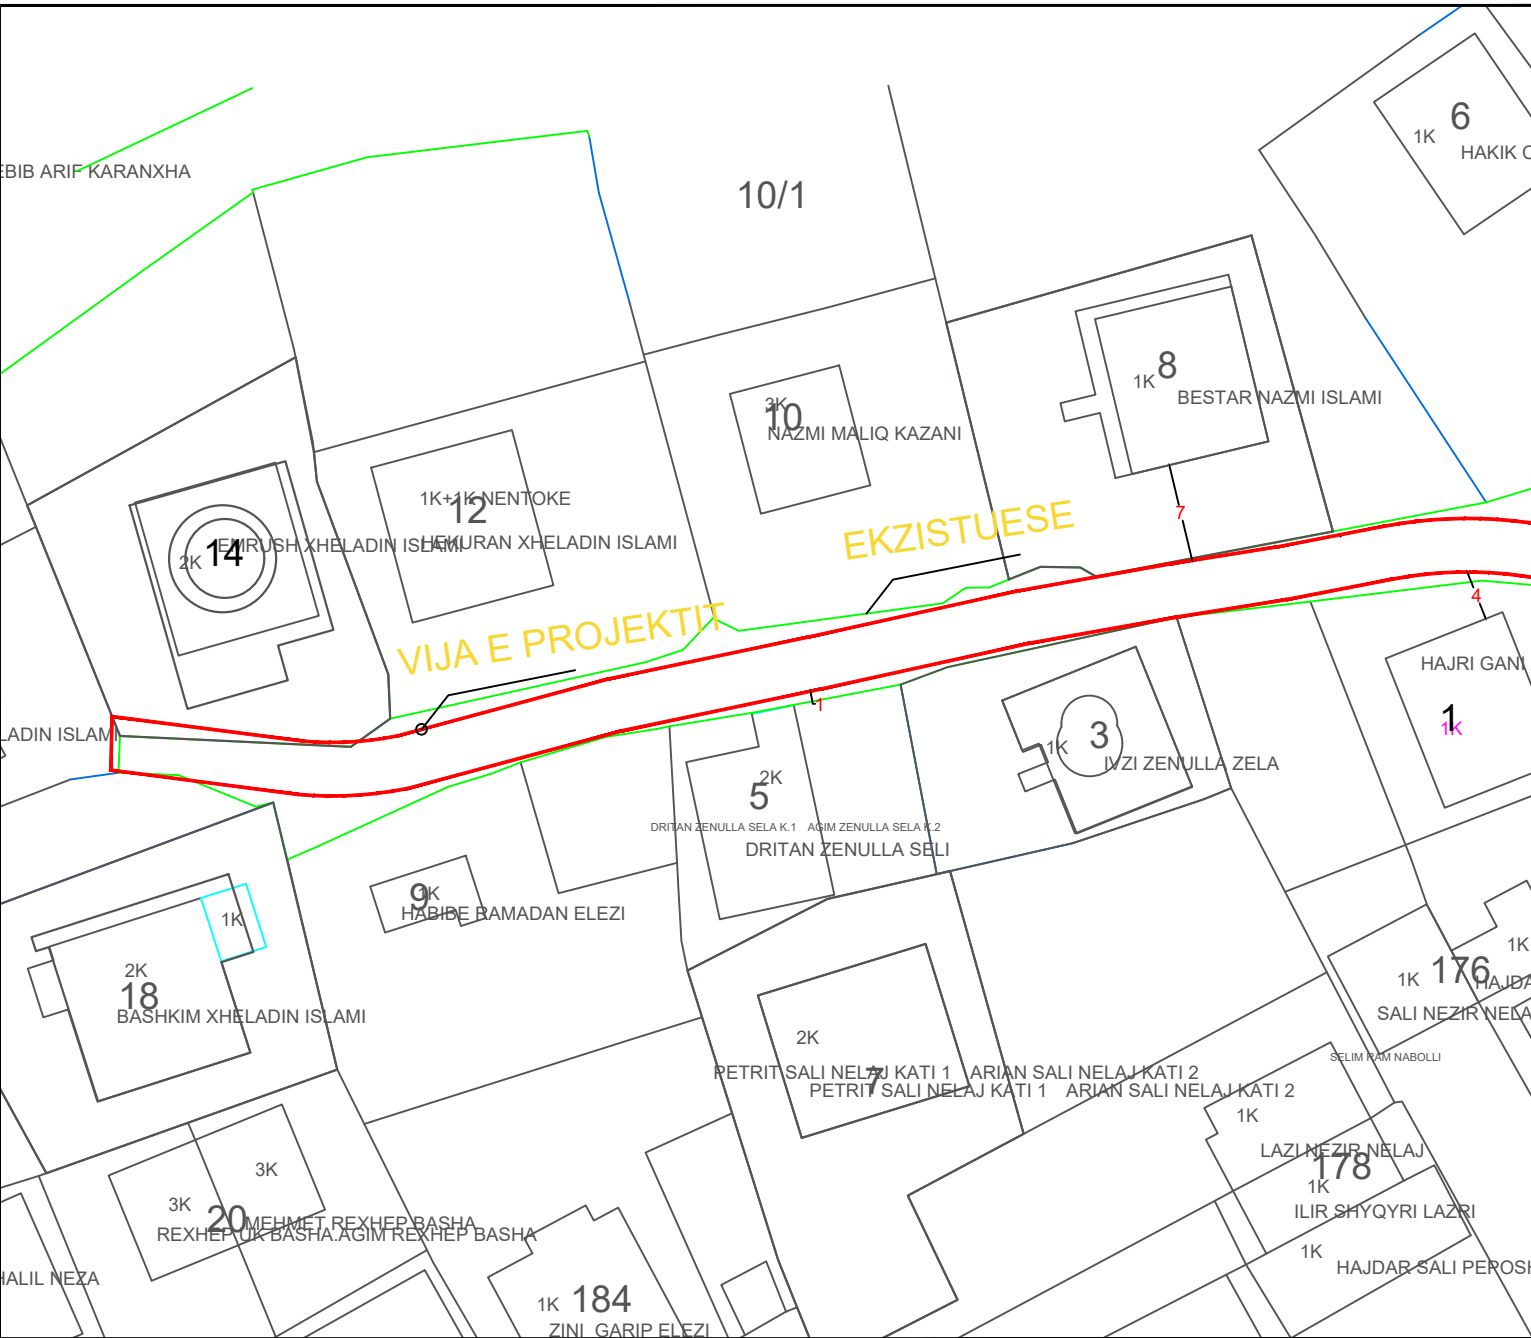 6
1K
HAKIK
EBIB ARIF KARANXHA
10/1
8
1K
BESTAR NAZMI ISLAMI
3K
10
NAZMI MALIQ KAZANI
1K+1K NENTOKE
12
HEKURAN XHELADIN ISLAMI
EMRUSH XHELADIN ISLAMI
14
2K
EKZISTUESE
7
VIJA E PROJEKTIT
4
HAJRI GANI
1
1K
1
LADIN ISLAMI
3
1K
IVZI ZENULLA ZELA
2K
5
DRITAN ZENULLA SELA K.1 AGIM ZENULLA SELA K.2
DRITAN ZENULLA SELI
9
1K
HABIBE RAMADAN ELEZI
1K
2K
18
BASHKIM XHELADIN ISLAMI
1K
1K
176
HAJDA
SALI NEZIR NELA
SELIM RAM NABOLLI
2K
7
PETRIT SALI NELAJ KATI 1 ARIAN SALI NELAJ KATI 2
PETRIT SALI NELAJ KATI 1 ARIAN SALI NELAJ KATI 2
1K
LAZI NEZIR NELAJ
178
1K
ILIR SHYQYRI LAZRI
1K
HAJDAR SALI PEPOSH
3K
3K
20
MEHMET REXHEP BASHA
REXHEP UK BASHA.AGIM REXHEP BASHA
HALIL NEZA
1K
184
ZINI GARIP ELEZI